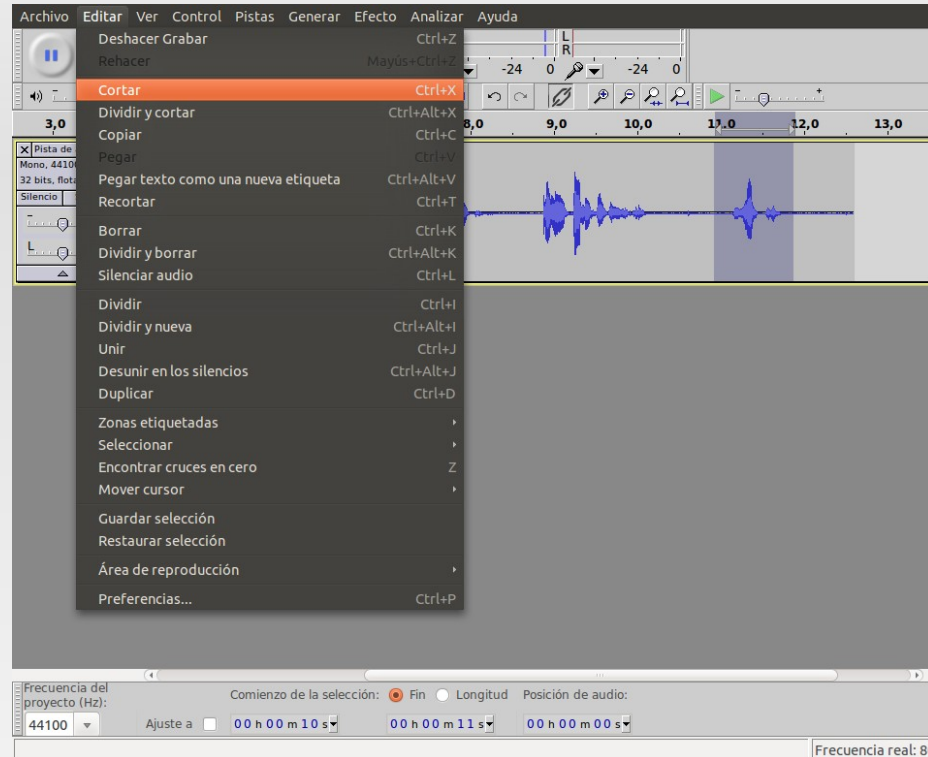 Archivo Editar Ver Control Pistas Generar Efecto Analizar Ayuda
Deshacer Grabar Ctrl+Z
Rehacer Mayús+Ctrl+Z
L
R
-24 0 -24 0
Cortar Ctrl+X
Dividir y cortar Ctrl+Alt+X
Copiar Ctrl+C
Pegar Ctrl+V
Pegar texto como una nueva etiqueta Ctrl+Alt+V
Recortar Ctrl+T
Borrar Ctrl+K
Dividir y borrar Ctrl+Alt+K
Silenciar audio Ctrl+L
Dividir Ctrl+I
Dividir y nueva Ctrl+Alt+I
Unir Ctrl+J
Desunir en los silencios Ctrl+Alt+J
Duplicar Ctrl+D
Zonas etiquetadas
Seleccionar
Encontrar cruces en cero Z
Mover cursor
Guardar selección
Restaurar selección
Área de reproducción
Preferencias... Ctrl+P
3,0 8,0 9,0 10,0 11,0 12,0 13,0
X Pista de
Mono, 4410
32 bits, flot
Silencio
L
Frecuencia del
proyecto (Hz):
Comienzo de la selección: Fin Longitud Posición de audio:
44100 Ajuste a 00 h 00 m 10 s 00 h 00 m 11 s 00 h 00 m 00 s
Frecuencia real: 8